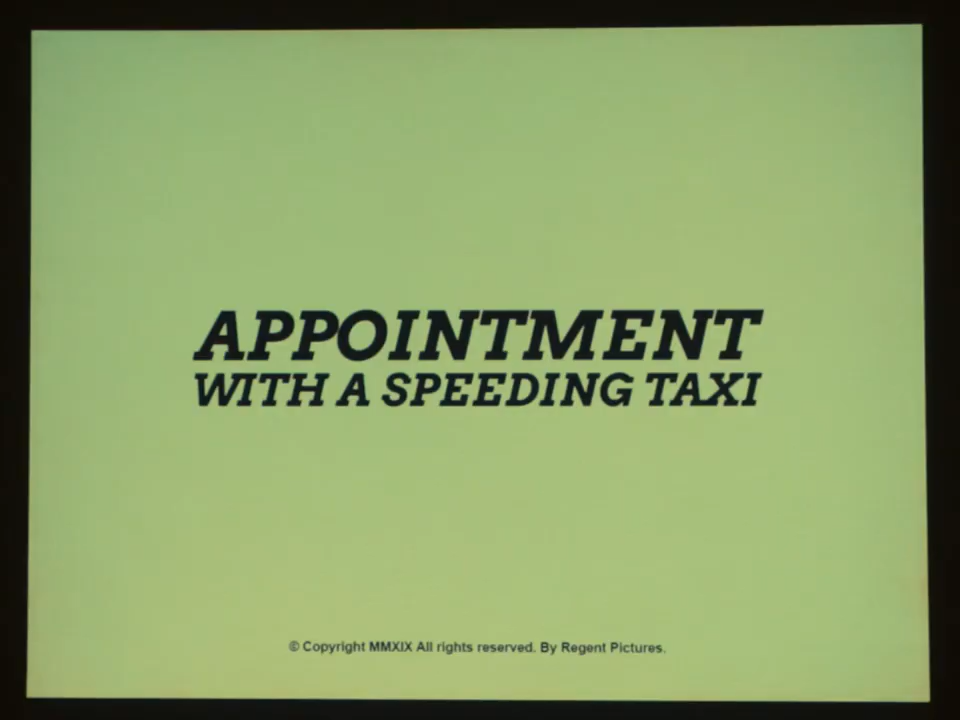 APPOINTMENT
WITH A SPEEDING TAXI
© Copyright MMXIX All rights reserved. By Regent Pictures.